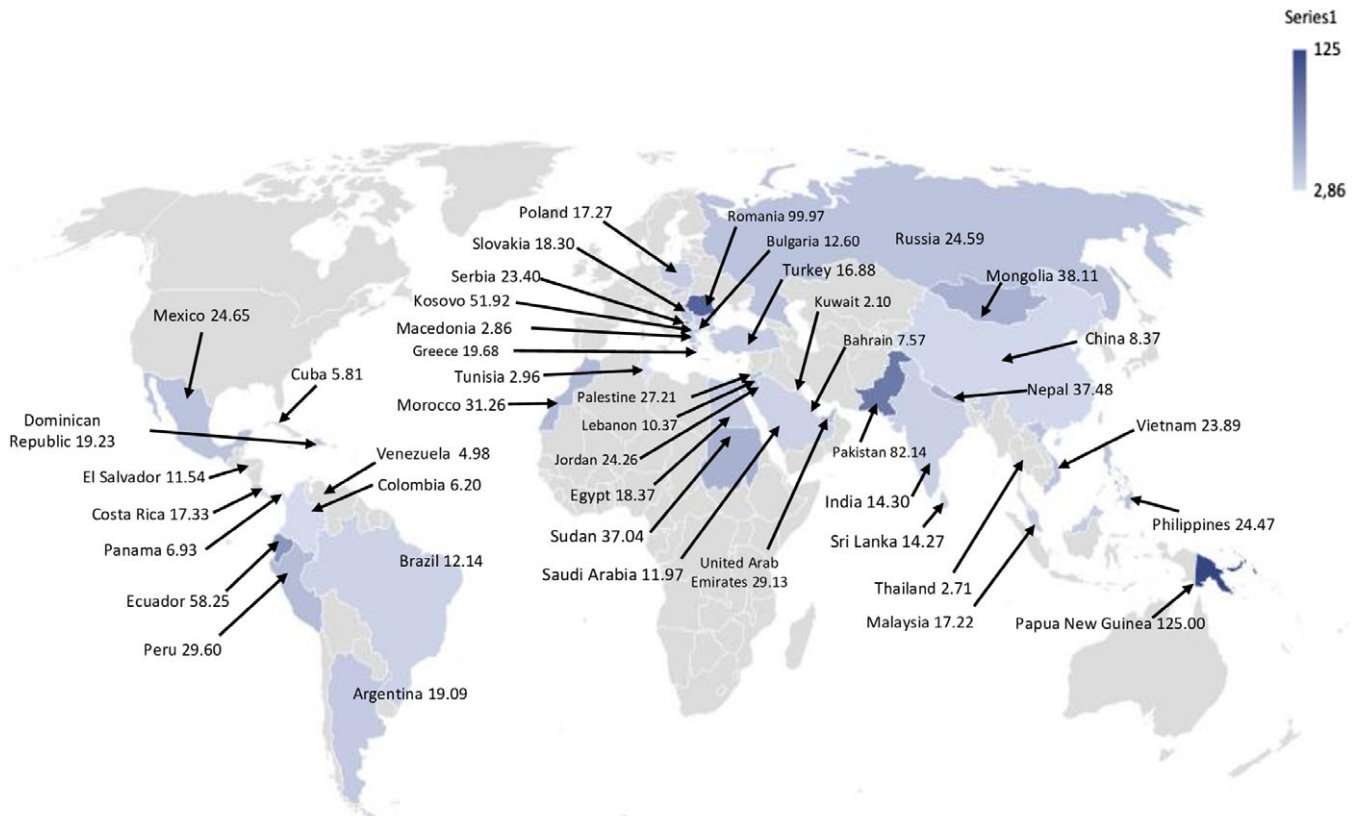 Series1
125
2,86
Poland 17.27
Romania 99.97
Slovakia 18.30
Bulgaria 12.60
Russia 24.59
Serbia 23.40
Turkey 16.88
Mongolia 38.11
Kosovo 51.92
Kuwait 2.10
Mexico 24.65
Macedonia 2.86
Bahrain 7.57
China 8.37
Greece 19.68
Cuba 5.81
Tunisia 2.96
Nepal 37.48
Palestine 27.21
Morocco 31.26
Dominican
Republic 19.23
Lebanon 10.37
Vietnam 23.89
Venezuela 4.98
Jordan 24.26
Pakistan 82.14
El Salvador 11.54
Colombia 6.20
Egypt 18.37
India 14.30
Costa Rica 17.33
Philippines 24.47
Sudan 37.04
Sri Lanka 14.27
Panama 6.93
Brazil 12.14
Saudi Arabia 11.97
United Arab
Emirates 29.13
Thailand 2.71
Ecuador 58.25
Malaysia 17.22
Papua New Guinea 125.00
Peru 29.60
Argentina 19.09